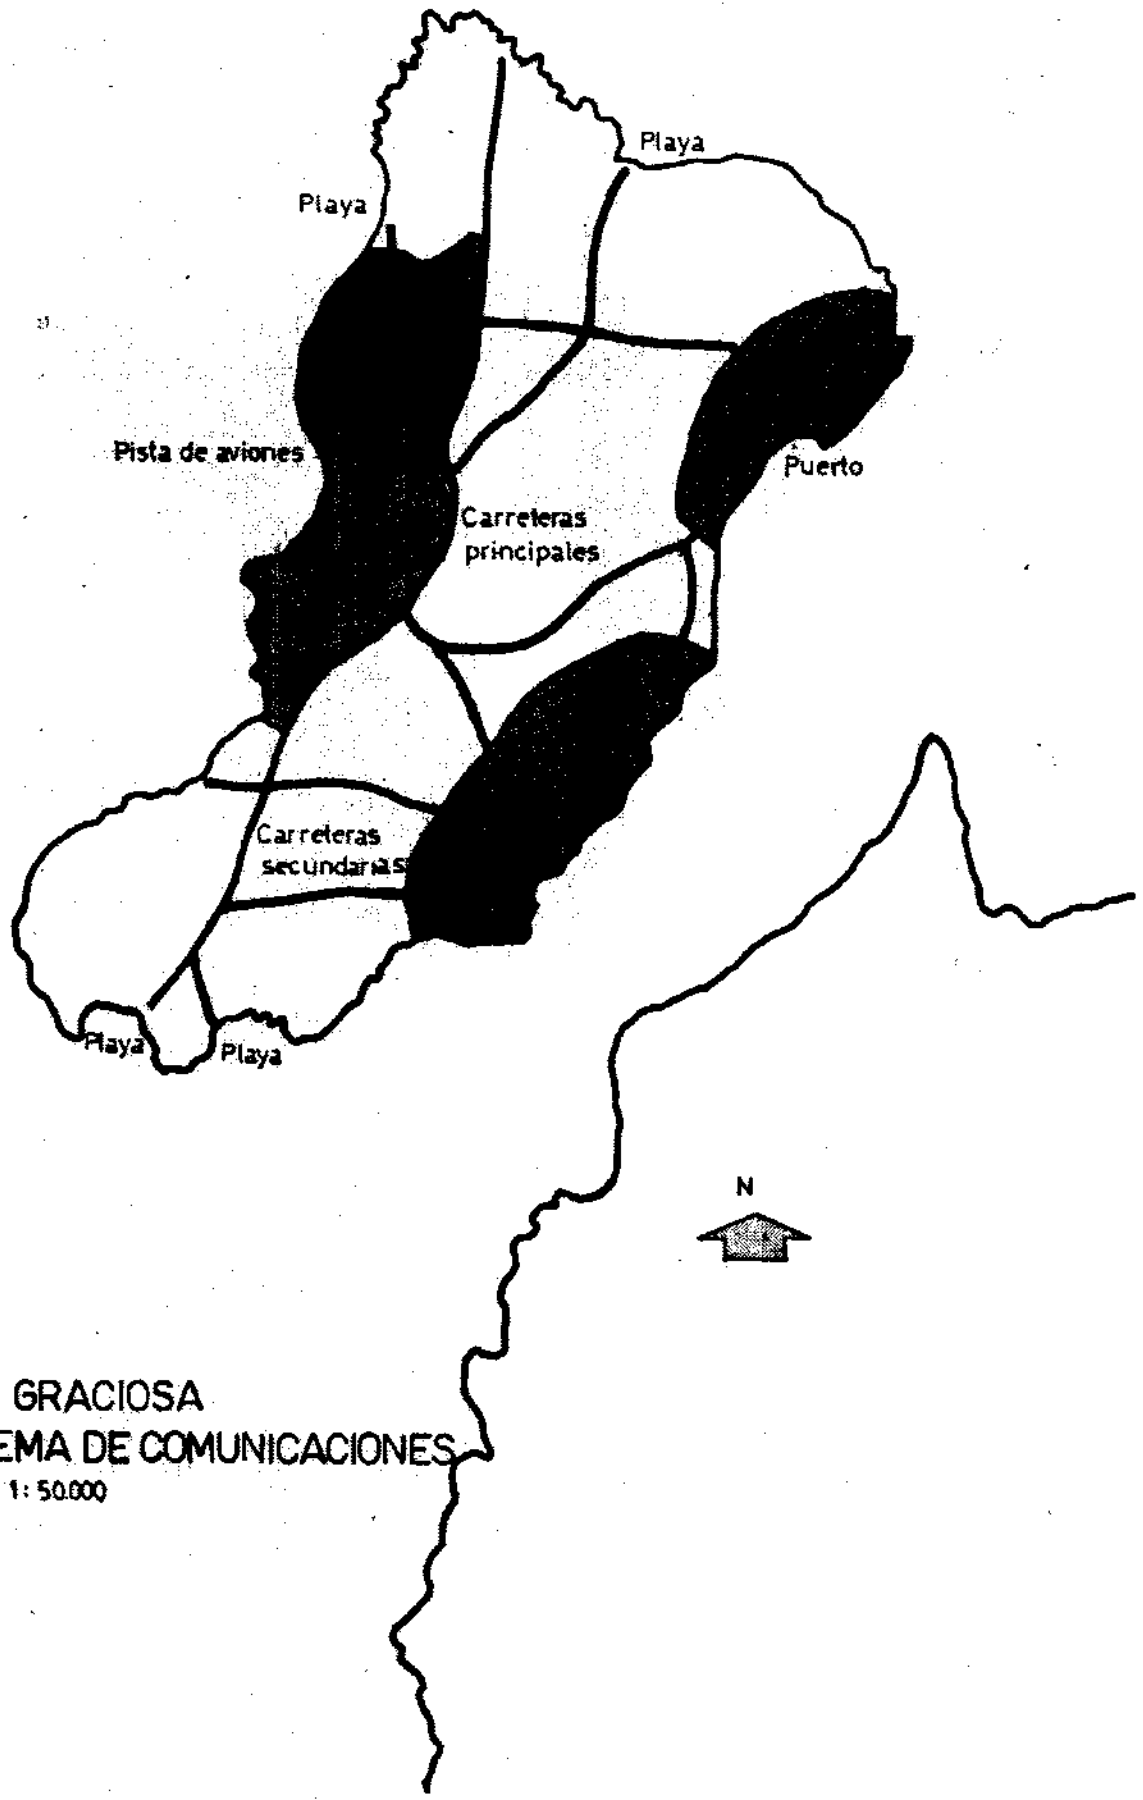 Playa
Playa
Pista de aviones
Puerto
Carreteras
principales
Carreteras
secundarias
Playa
Playa
N
GRACIOSA
EMA DE COMUNICACIONES
1: 50.000